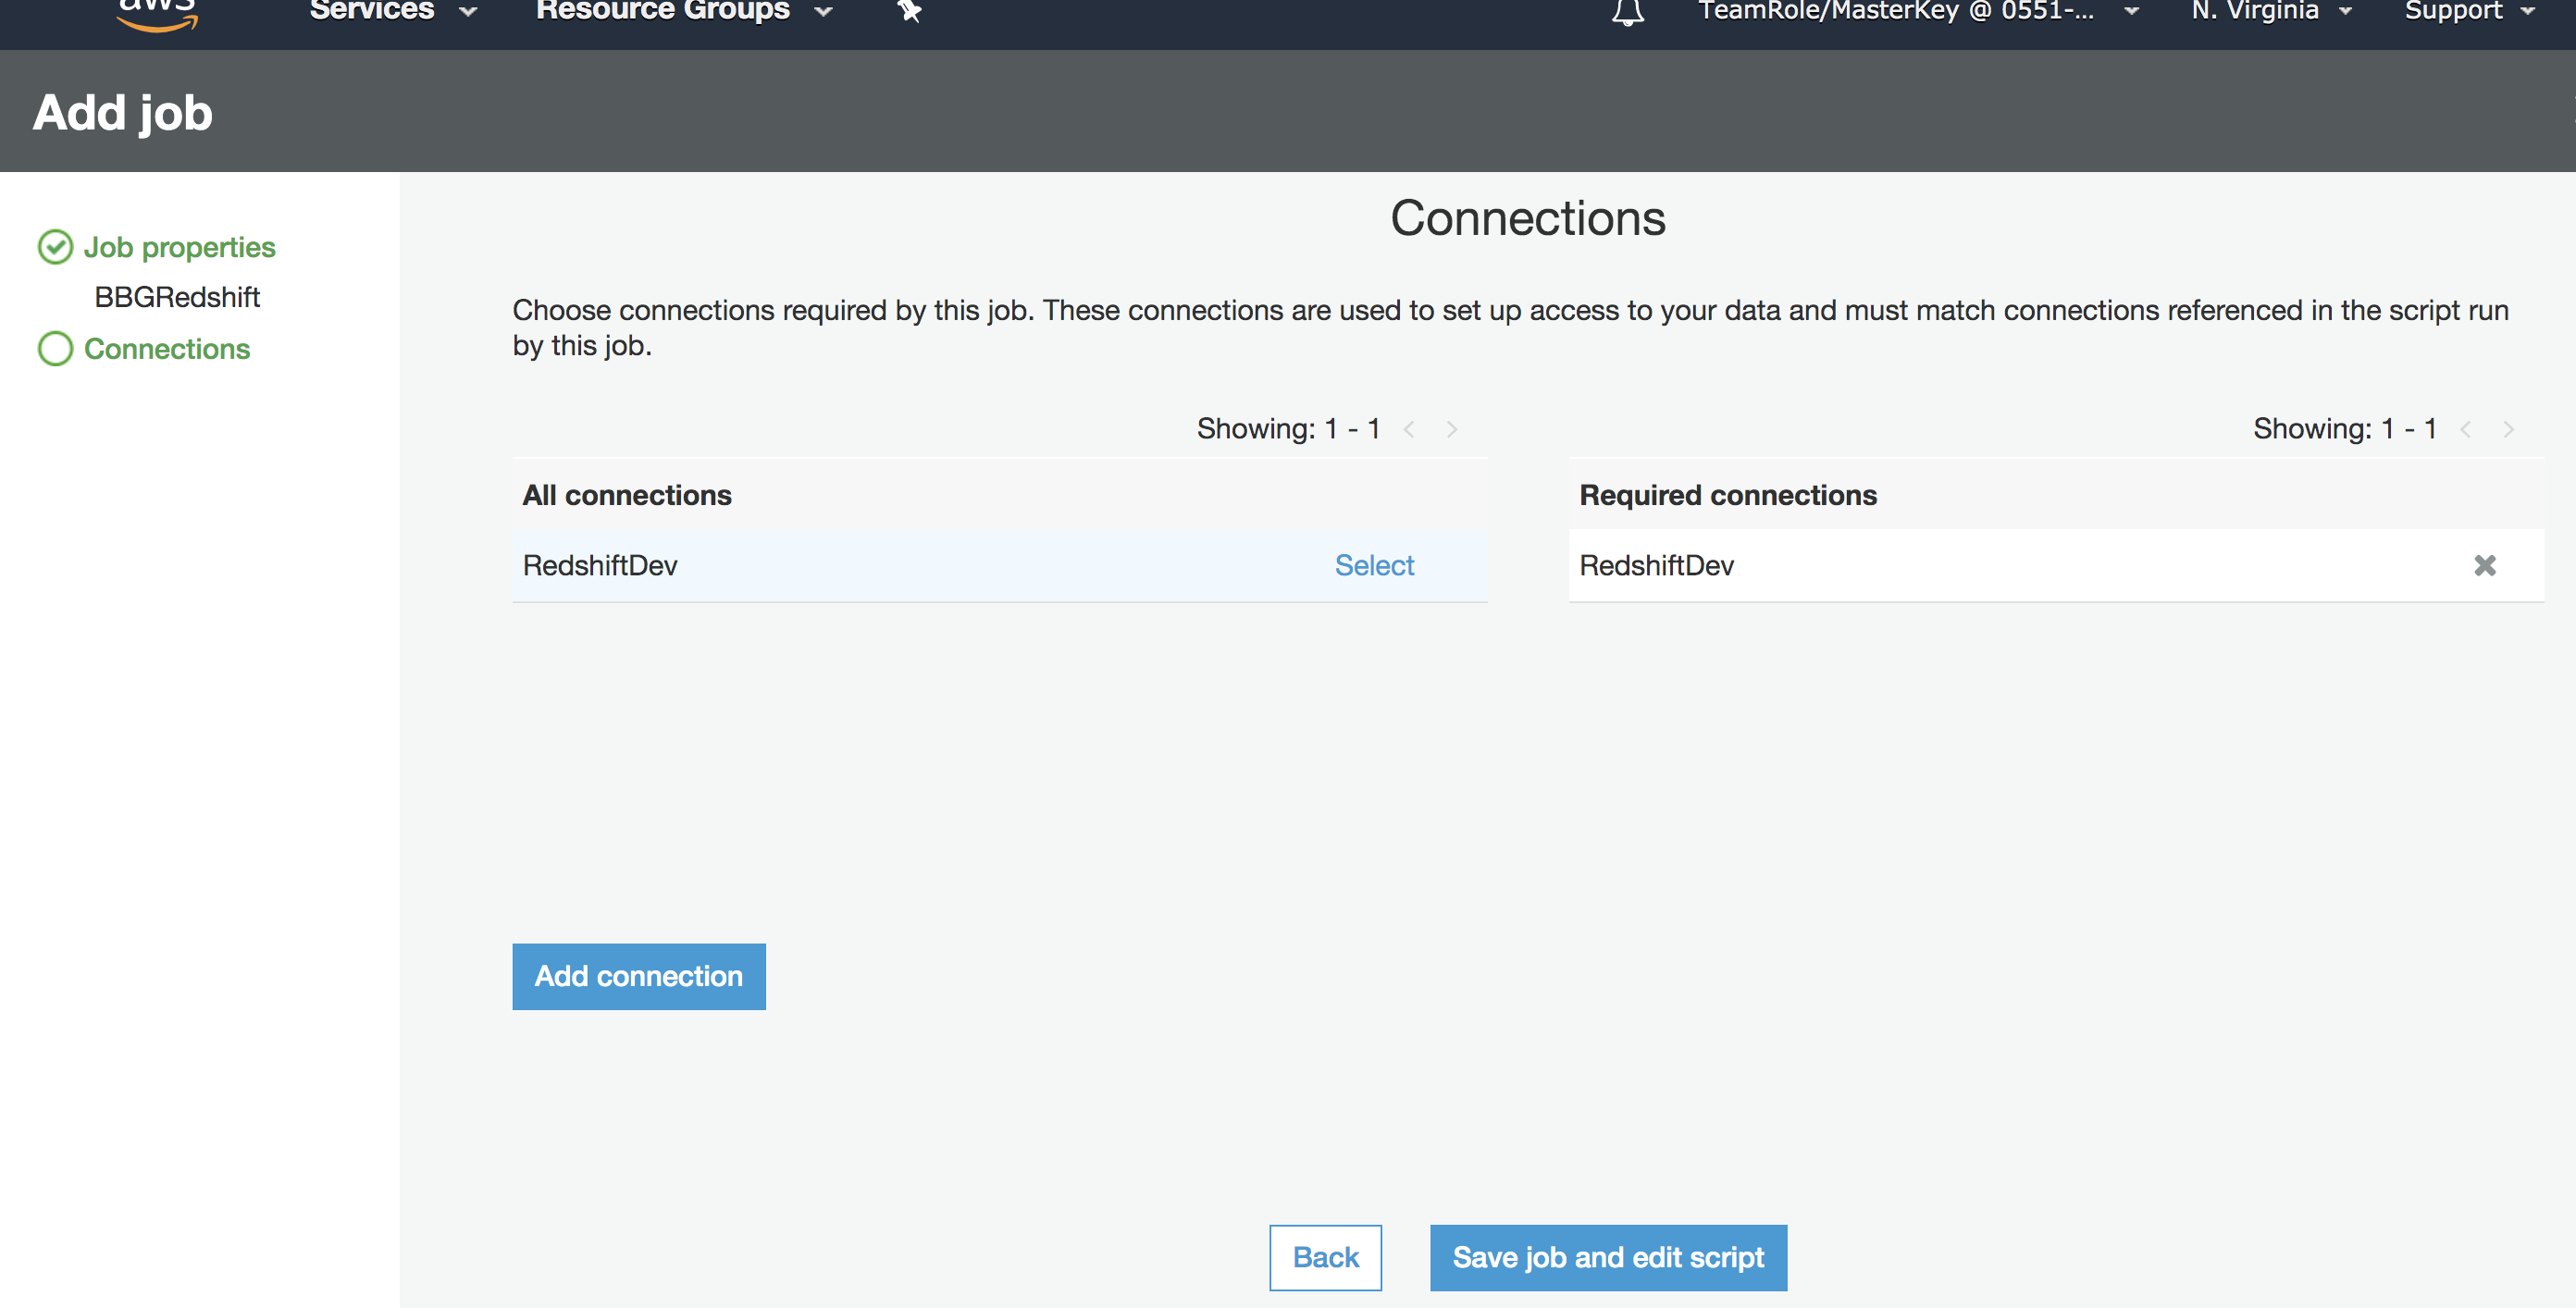 aws Services Resource Groups TeamRole/MasterKey @ 0551-... N. Virginia Support
Add job
Job properties
BBGRedshift
Connections
Connections
Choose connections required by this job. These connections are used to set up access to your data and must match connections referenced in the script run
by this job.
Showing: 1 - 1
All connections
RedshiftDev Select
Showing: 1 - 1
Required connections
RedshiftDev
Add connection
Back Save job and edit script